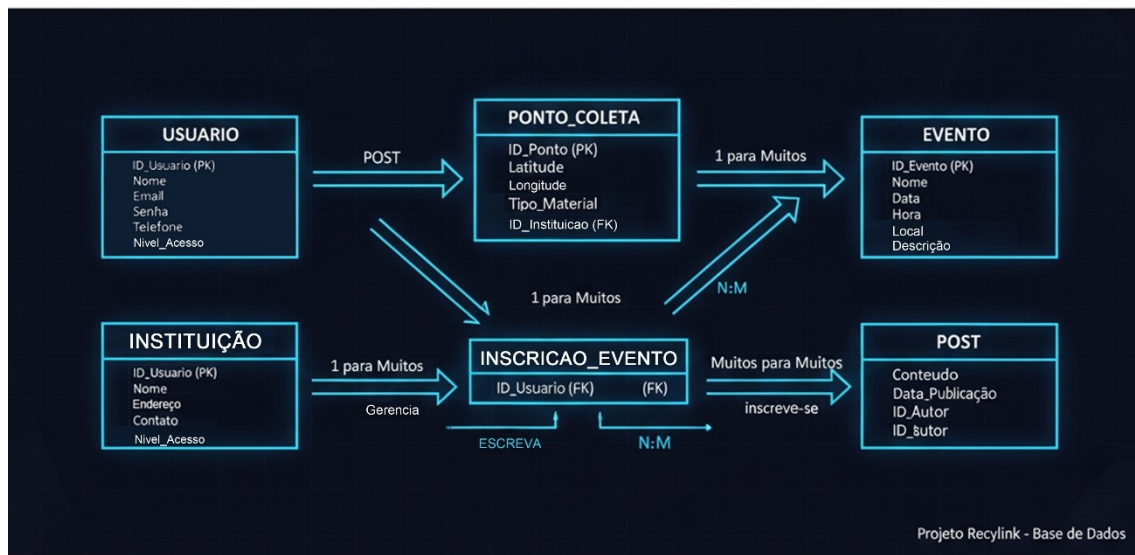 USUARIO
ID_Usuario (PK)
Nome
Email
Senha
Telefone
Nivel_Acesso
POST
PONTO_COLETA
ID_Ponto (PK)
Latitude
Longitude
Tipo_Material
ID_Instituicao (FK)
1 para Muitos
EVENTO
ID_Evento (PK)
Nome
Data
Hora
Local
Descrição
1 para Muitos
N:M
INSTITUIÇÃO
ID_Usuario (PK)
Nome
Endereço
Contato
Nivel_Acesso
1 para Muitos
Gerencia
INSCRICAO_EVENTO
ID_Usuario (FK) (FK)
ESCREVA
N:M
Muitos para Muitos
inscreve-se
POST
Conteudo
Data_Publicação
ID_Autor
ID_sutor
Projeto Recylink - Base de Dados